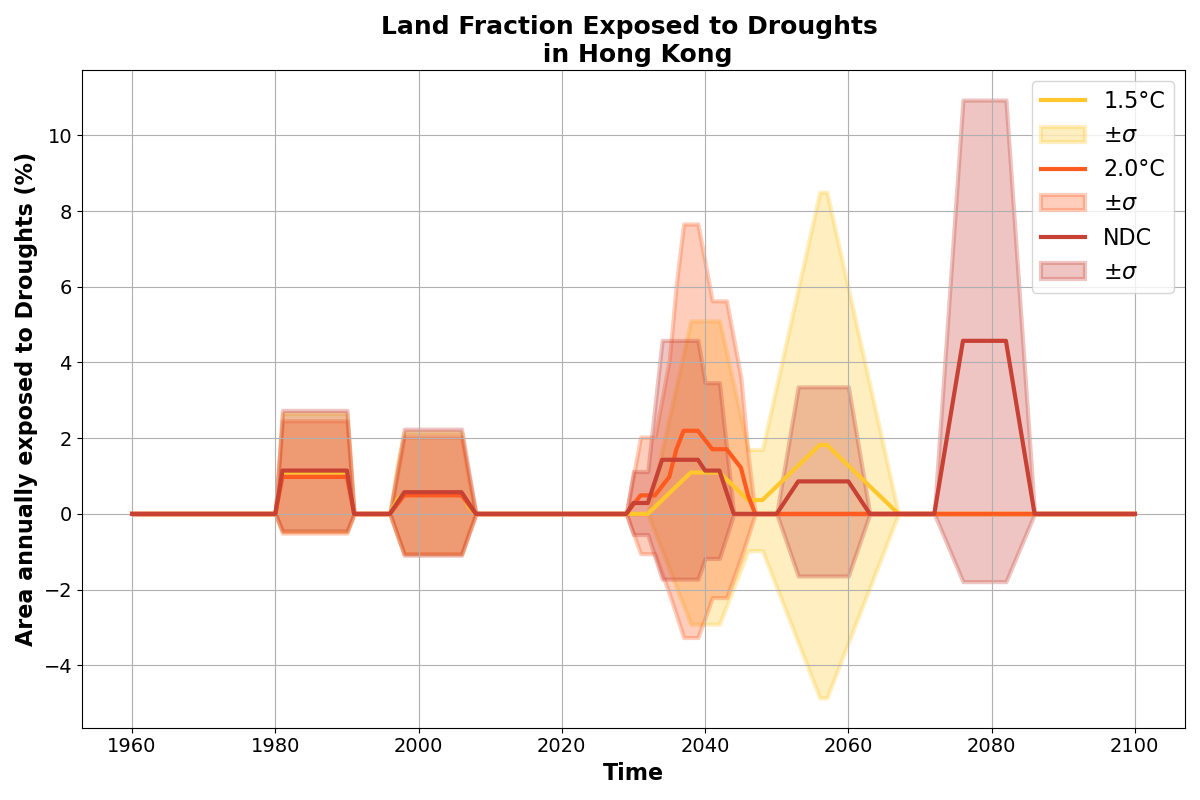 Land Fraction Exposed to Droughts
in Hong Kong
Area annually exposed to Droughts (%)
10
8
6
4
2
0
−2
−4
1960
1980
2000
2020
2040
2060
2080
2100
Time
1.5°C
±σ
2.0°C
±σ
NDC
±σ